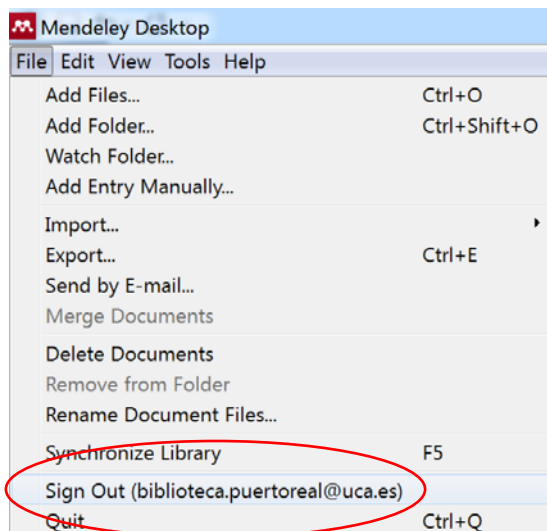 Mendeley Desktop
File Edit View Tools Help
Add Files... Ctrl+O
Add Folder... Ctrl+Shift+O
Watch Folder...
Add Entry Manually...
Import...
Export... Ctrl+E
Send by E-mail...
Merge Documents
Delete Documents
Remove from Folder
Rename Document Files...
Synchronize Library F5
Sign Out (biblioteca.puertoreal@uca.es)
Quit Ctrl+Q